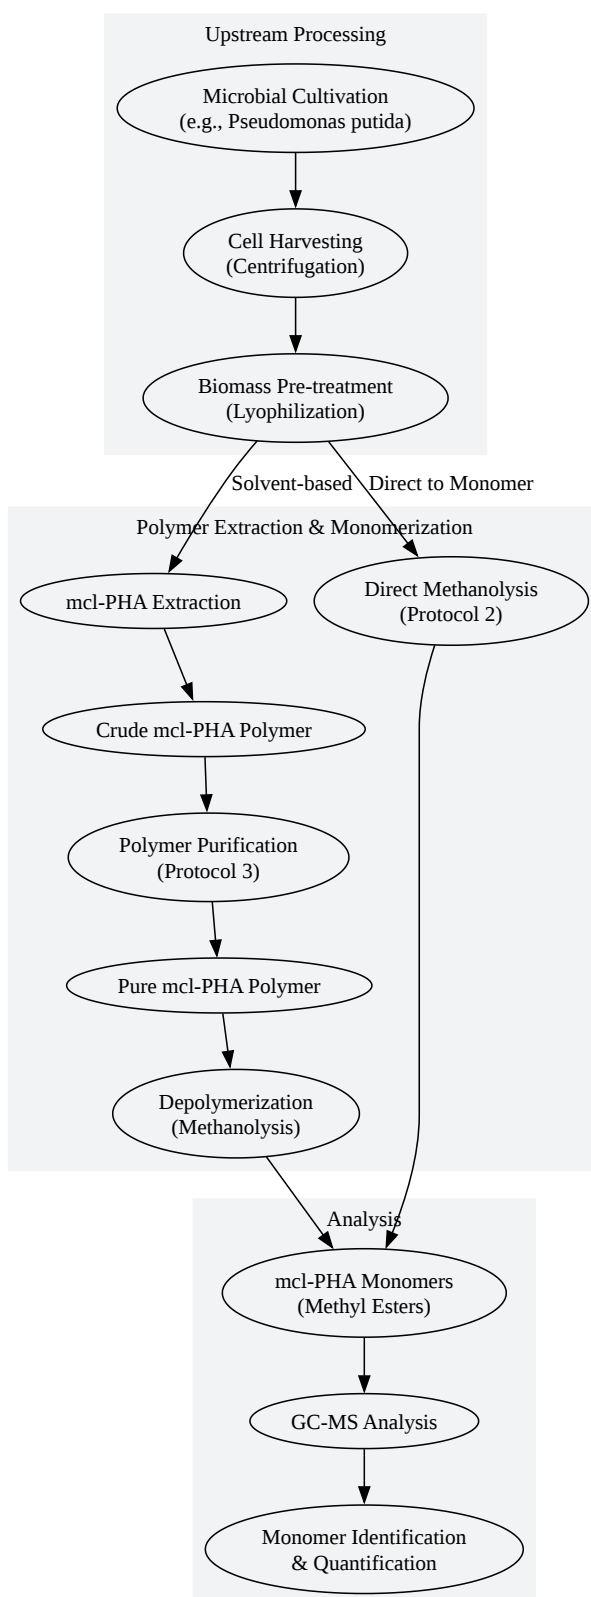 Upstream Processing
Microbial Cultivation
(e.g., Pseudomonas putida)
Cell Harvesting
(Centrifugation)
Biomass Pre-treatment
(Lyophilization)
Solvent-based
Direct to Monomer
Polymer Extraction & Monomerization
mcl-PHA Extraction
Direct Methanolysis
(Protocol 2)
Crude mcl-PHA Polymer
Polymer Purification
(Protocol 3)
Pure mcl-PHA Polymer
Depolymerization
(Methanolysis)
Analysis
mcl-PHA Monomers
(Methyl Esters)
GC-MS Analysis
Monomer Identification
& Quantification